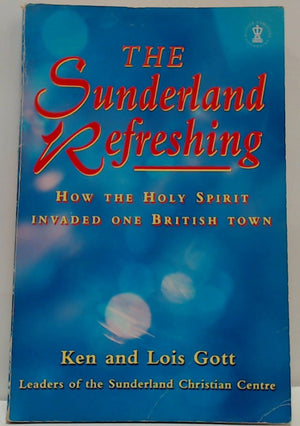 THE
Sunderland
Refreshing
HOW THE HOLY SPIRIT
INVADED ONE BRITISH TOWN
Ken and Lois Gott
Leaders of the Sunderland Christian Centre